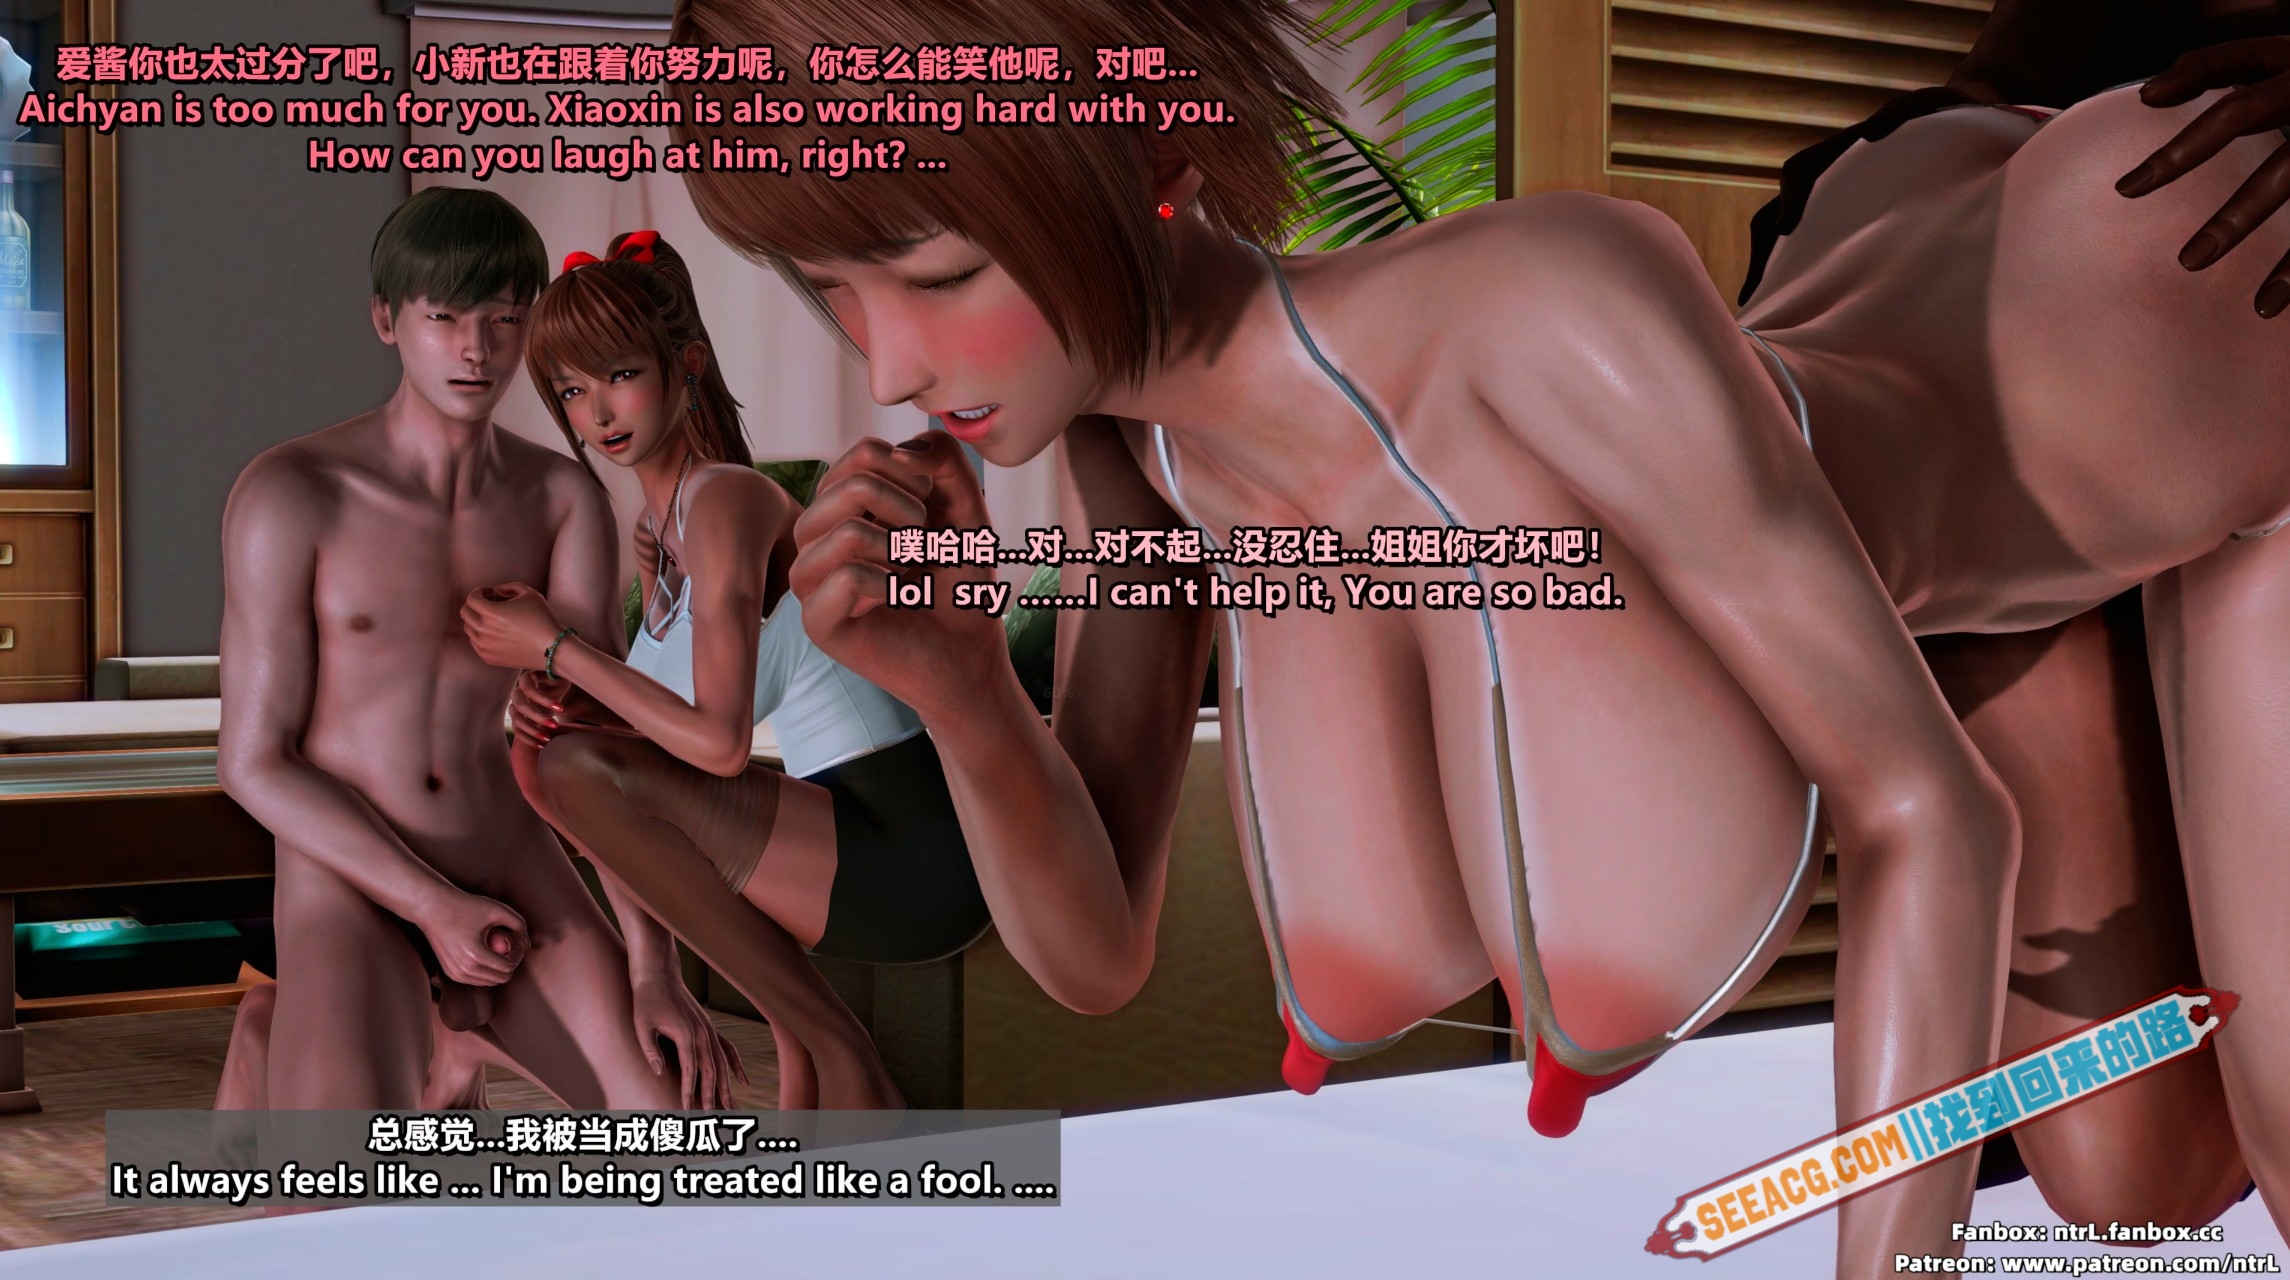 爱酱你也太过分了吧，小新也在跟着你努力呢，你怎么能笑他呢，对吧...
Aichyan is too much for you. Xiaoxin is also working hard with you.
How can you laugh at him, right? ...
噗哈哈...对...对不起...没忍住...姐姐你才坏吧！
lol sry ......I can't help it, You are so bad.
60%
总感觉...我被当成傻瓜了....
It always feels like ... I'm being treated like a fool. ....
SEEACG.COM||找到回来的路
Fanbox: ntrL.fanbox.cc
Patreon: www.patreon.com/ntrL